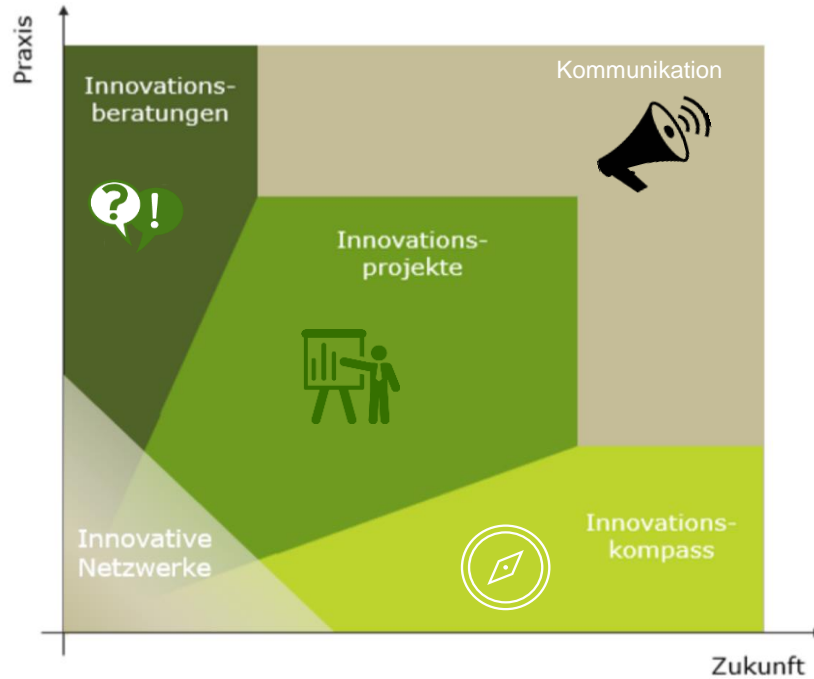 Praxis
Innovations-
beratungen
? !
Kommunikation
Innovations-
projekte
Innovative
Netzwerke
Innovations-
kompass
Zukunft